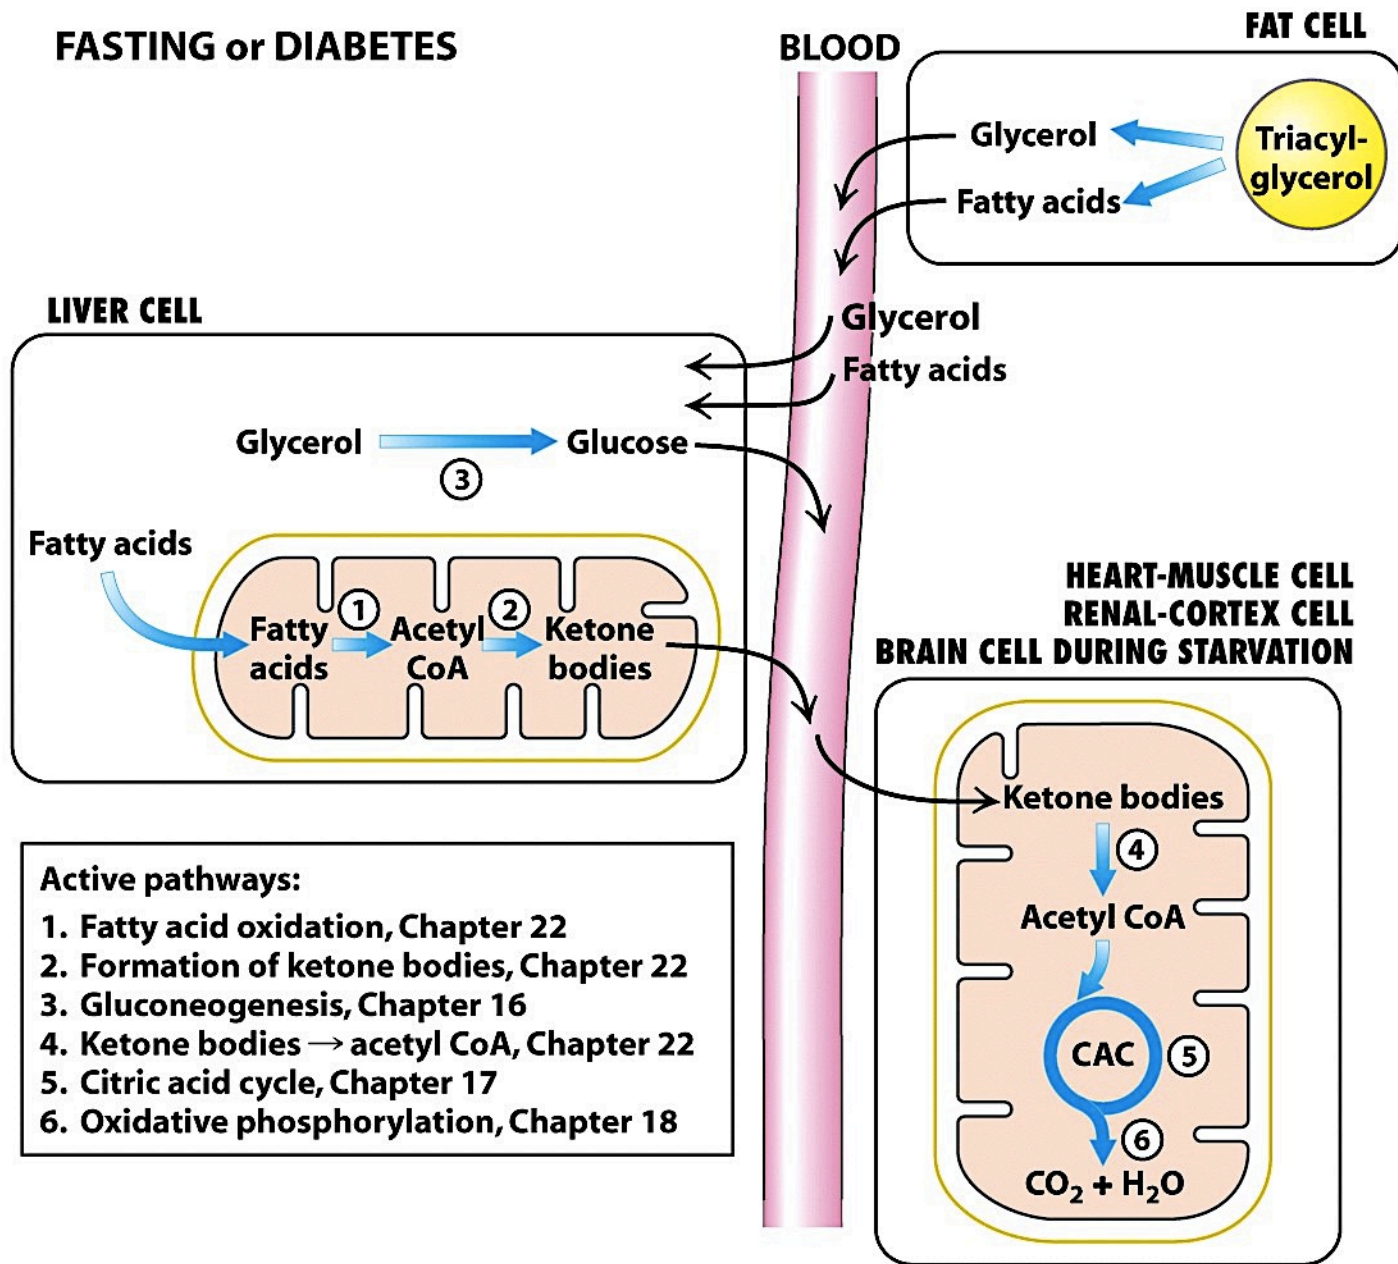 FASTING or DIABETES
BLOOD
FAT CELL
Glycerol
Fatty acids
Triacyl-
glycerol
LIVER CELL
Glycerol
Fatty acids
Glycerol
Glucose
3
Fatty acids
1
2
Fatty
acids
Acetyl
CoA
Ketone
bodies
HEART-MUSCLE CELL
RENAL-CORTEX CELL
BRAIN CELL DURING STARVATION
Ketone bodies
4
Acetyl CoA
CAC
5
6
CO₂ + H₂O
Active pathways:
1. Fatty acid oxidation, Chapter 22
2. Formation of ketone bodies, Chapter 22
3. Gluconeogenesis, Chapter 16
4. Ketone bodies → acetyl CoA, Chapter 22
5. Citric acid cycle, Chapter 17
6. Oxidative phosphorylation, Chapter 18